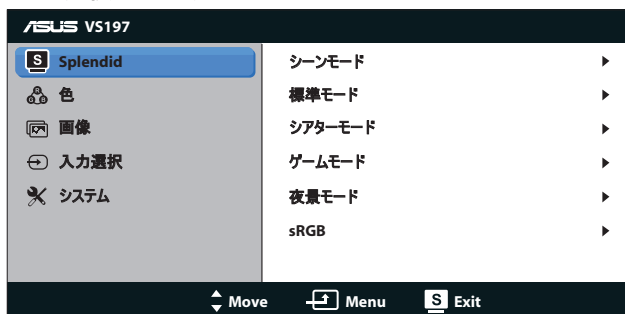 ASUS VS197
S Splendid
色
画像
入力選択
システム
シーンモード
標準モード
シアターモード
ゲームモード
夜景モード
sRGB
Move Menu S Exit